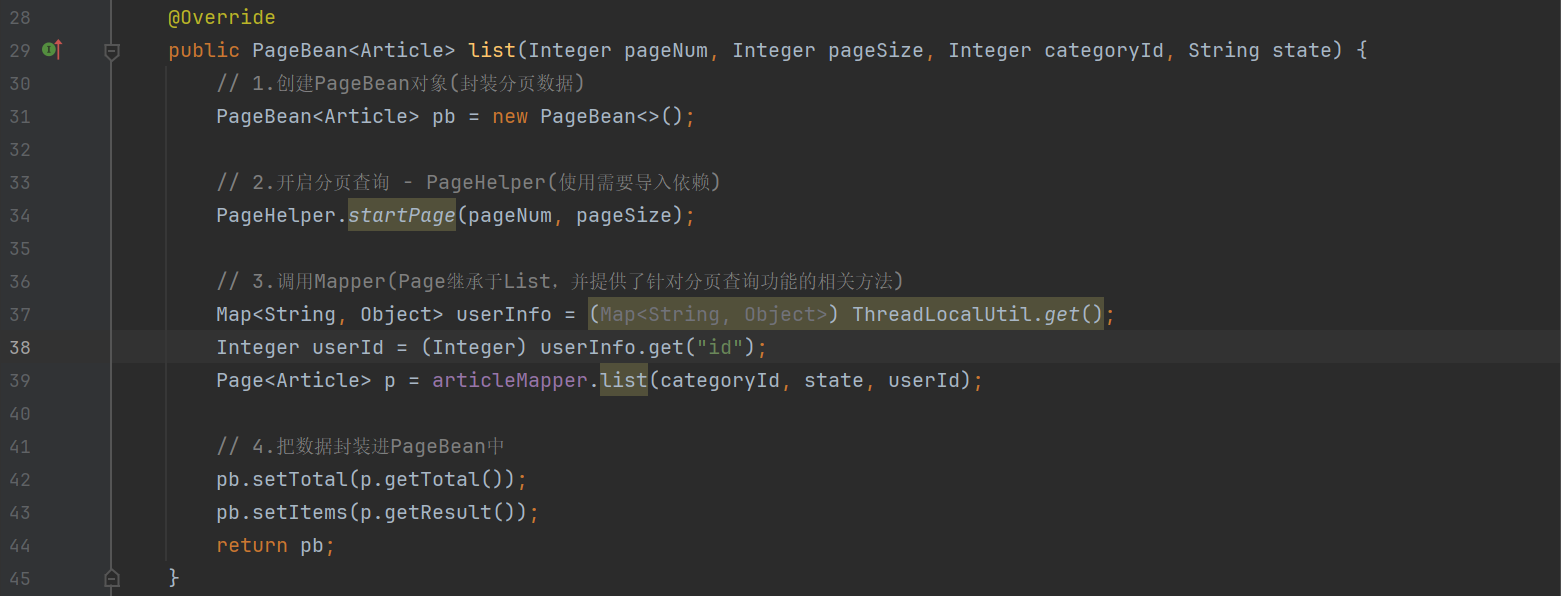 28 @Override
29 public PageBean<Article> list(Integer pageNum, Integer pageSize, Integer categoryId, String state) {
30 // 1.创建PageBean对象(封装分页数据)
31 PageBean<Article> pb = new PageBean<>();
32
33 // 2.开启分页查询 - PageHelper(使用需要导入依赖)
34 PageHelper.startPage(pageNum, pageSize);
35
36 // 3.调用Mapper(Page继承于List，并提供了针对分页查询功能的相关方法)
37 Map<String, Object> userInfo = (Map<String, Object>) ThreadLocalUtil.get();
38 Integer userId = (Integer) userInfo.get("id");
39 Page<Article> p = articleMapper.list(categoryId, state, userId);
40
41 // 4.把数据封装进PageBean中
42 pb.setTotal(p.getTotal());
43 pb.setItems(p.getResult());
44 return pb;
45 }